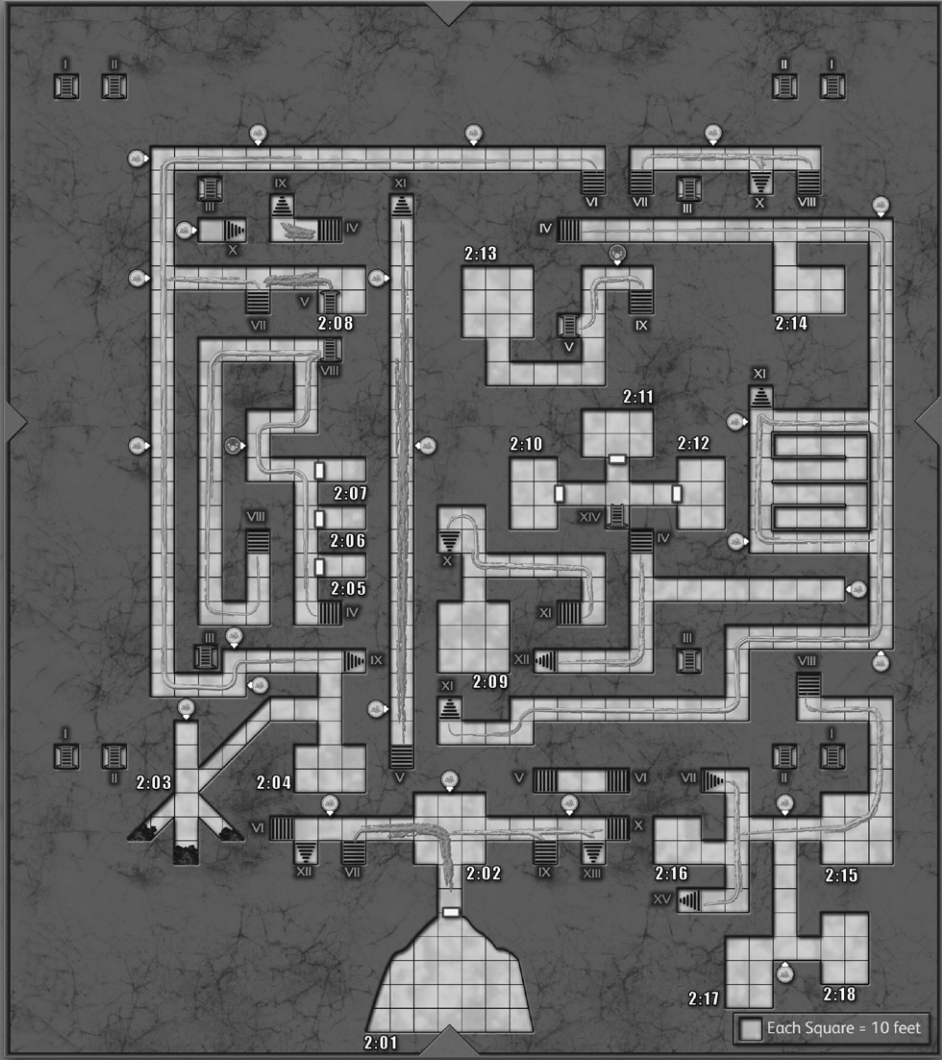 I II II I
IX XI
III VI VII III X VIII
X IV IV
2:13
V IX
VII 2:08 V 2:14
VIII
XI
2:11
2:10 2:12
2:07
VIII XIV
2:06 X IV
2:05
IV XI
III IX XII III VIII
2:09
XI
I II II I
2:03 2:04 V V VI VII
VI X
XII VII 2:02 IX XIII 2:16 2:15
XV
2:17 2:18
Each Square = 10 feet
2:01